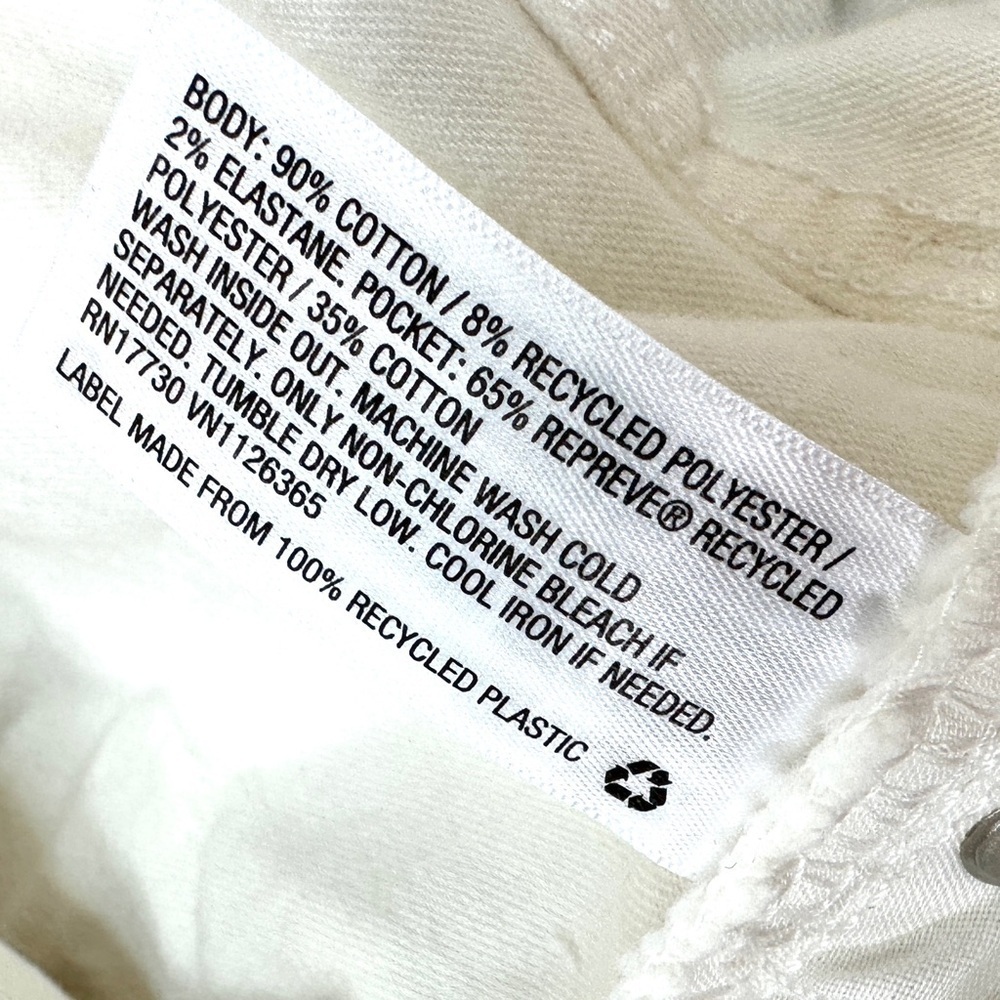 BODY: 90% COTTON / 8% RECYCLED POLYESTER /
2% ELASTANE. POCKET: 65% REPREVE® RECYCLED
POLYESTER / 35% COTTON
WASH INSIDE OUT. MACHINE WASH COLD
SEPARATELY. ONLY NON-CHLORINE BLEACH IF
NEEDED. TUMBLE DRY LOW. COOL IRON IF NEEDED.
RN17730 VN1126365
LABEL MADE FROM 100% RECYCLED PLASTIC